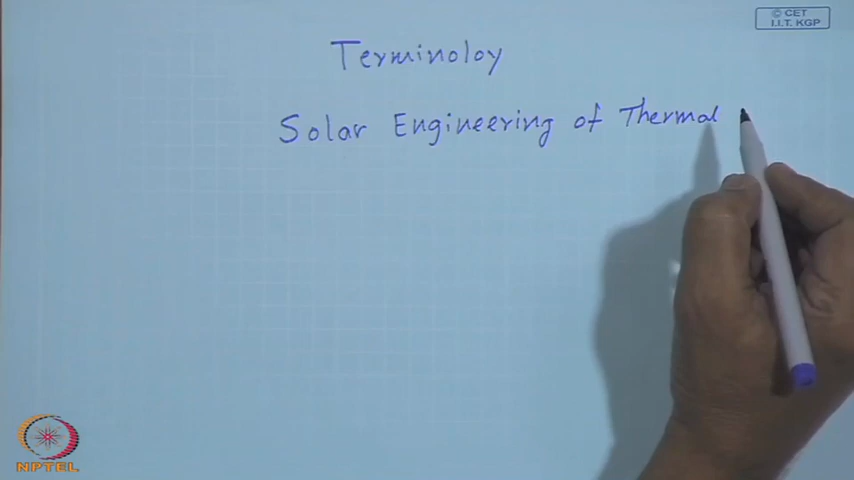 © CET
I.I.T. KGP
Terminoloy
Solar Engineering of Thermal
NPTEL